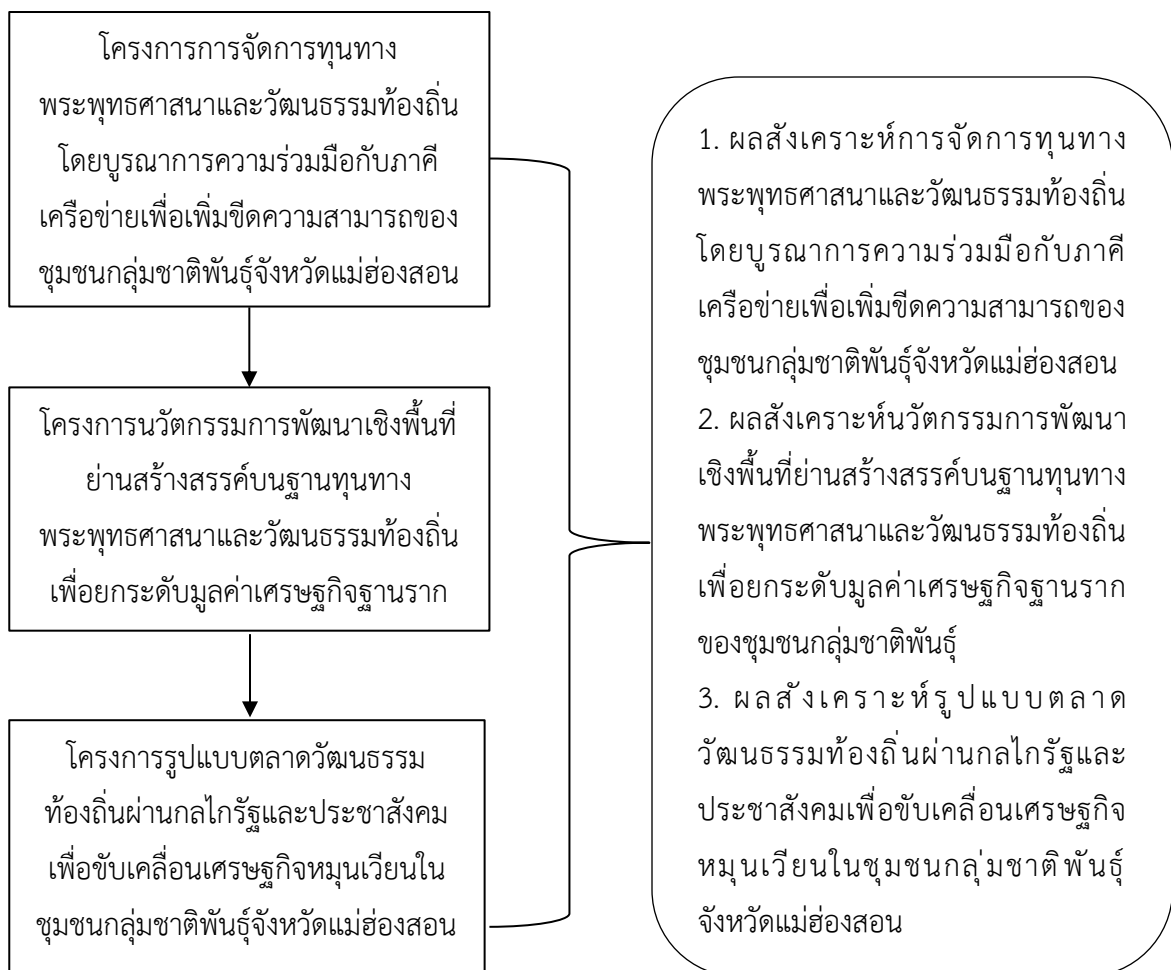 โครงการการจัดการทุนทาง
พระพุทธศาสนาและวัฒนธรรมท้องถิ่น
โดยบูรณาการความร่วมมือกับภาคี
เครือข่ายเพื่อเพิ่มขีดความสามารถของ
ชุมชนกลุ่มชาติพันธุ์จังหวัดแม่ฮ่องสอน
โครงการนวัตกรรมการพัฒนาเชิงพื้นที่
ย่านสร้างสรรค์บนฐานทุนทาง
พระพุทธศาสนาและวัฒนธรรมท้องถิ่น
เพื่อยกระดับมูลค่าเศรษฐกิจฐานราก
โครงการรูปแบบตลาดวัฒนธรรม
ท้องถิ่นผ่านกลไกรัฐและประชาสังคม
เพื่อขับเคลื่อนเศรษฐกิจหมุนเวียนใน
ชุมชนกลุ่มชาติพันธุ์จังหวัดแม่ฮ่องสอน
1. ผลสังเคราะห์การจัดการทุนทาง
พระพุทธศาสนาและวัฒนธรรมท้องถิ่น
โดยบูรณาการความร่วมมือกับภาคี
เครือข่ายเพื่อเพิ่มขีดความสามารถของ
ชุมชนกลุ่มชาติพันธุ์จังหวัดแม่ฮ่องสอน
2. ผลสังเคราะห์นวัตกรรมการพัฒนา
เชิงพื้นที่ย่านสร้างสรรค์บนฐานทุนทาง
พระพุทธศาสนาและวัฒนธรรมท้องถิ่น
เพื่อยกระดับมูลค่าเศรษฐกิจฐานราก
ของชุมชนกลุ่มชาติพันธุ์
3. ผลสังเคราะห์รูปแบบตลาด
วัฒนธรรมท้องถิ่นผ่านกลไกรัฐและ
ประชาสังคมเพื่อขับเคลื่อนเศรษฐกิจ
หมุนเวียนในชุมชนกลุ่มชาติพันธุ์
จังหวัดแม่ฮ่องสอน